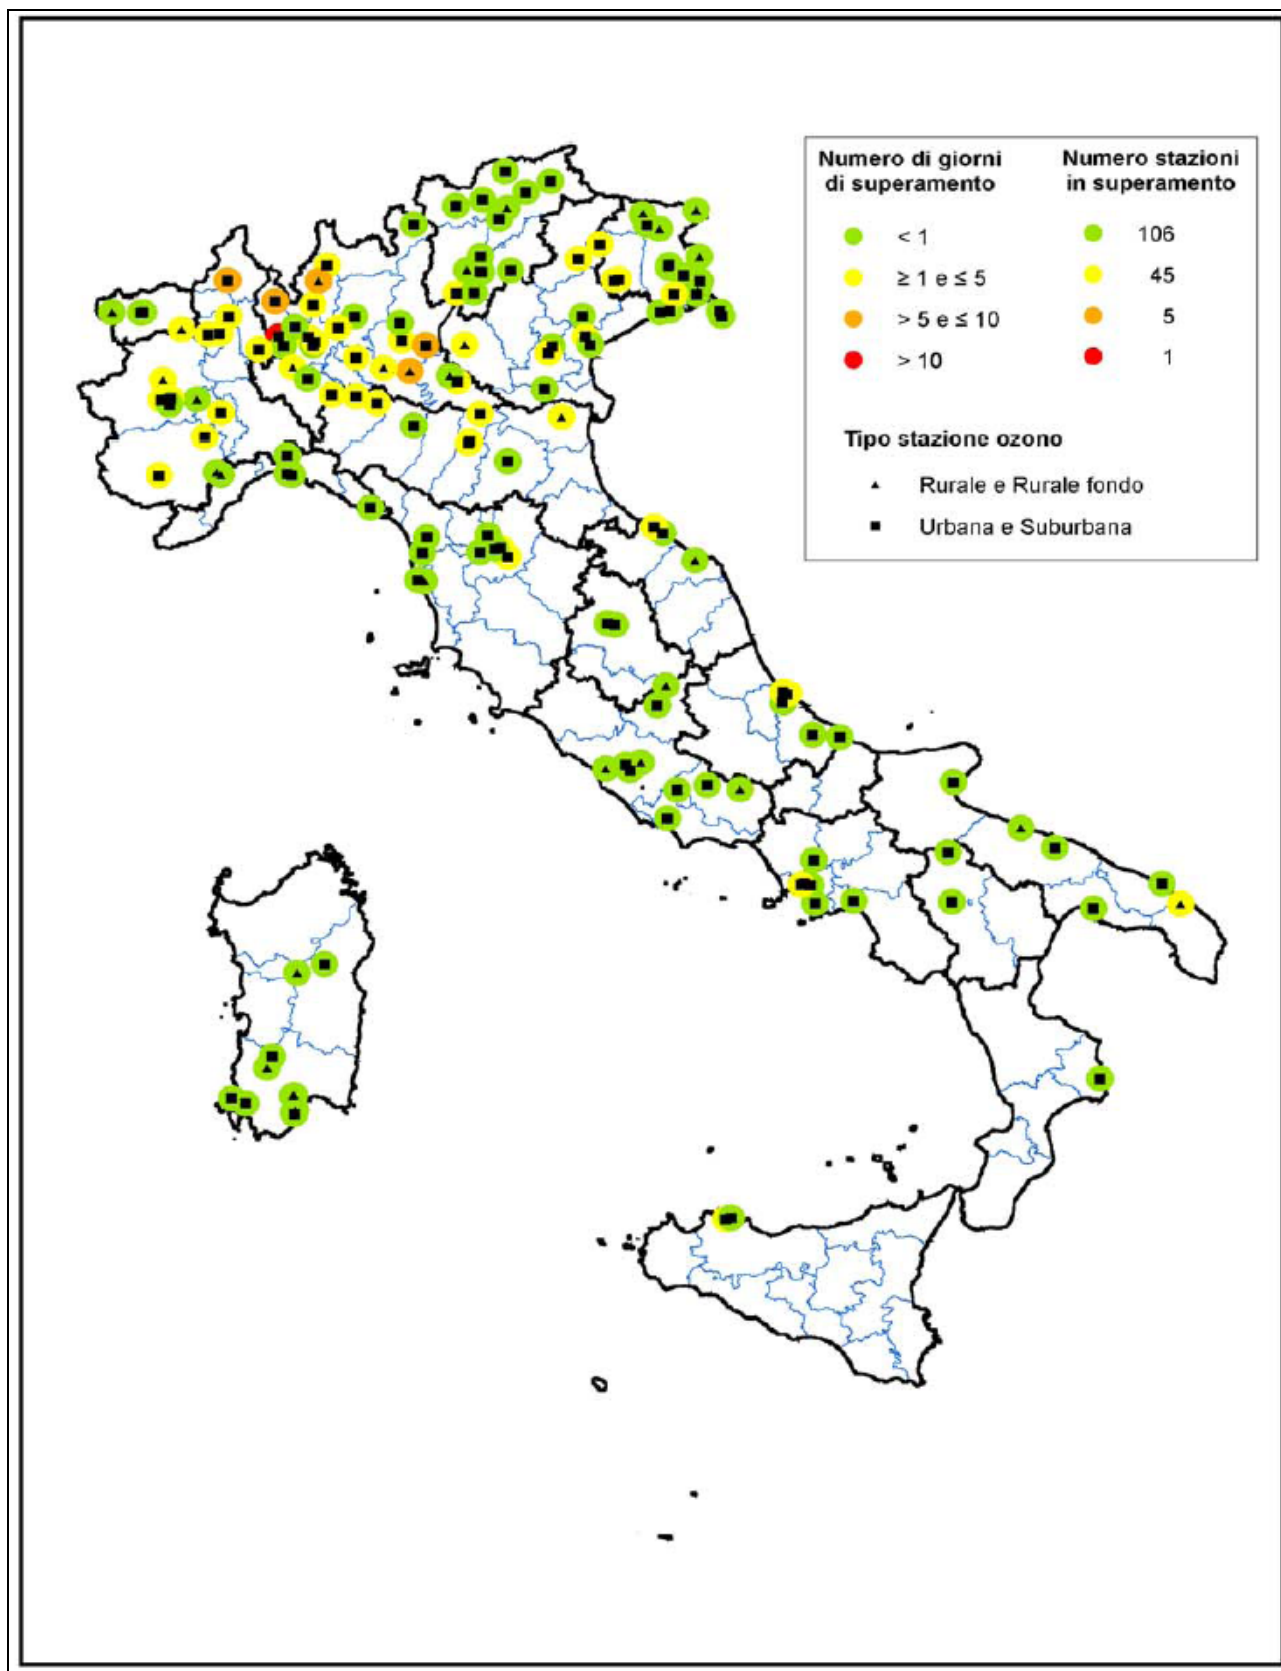 Numero di giorni
di superamento
Numero stazioni
in superamento
< 1 106
≥ 1 e ≤ 5 45
> 5 e ≤ 10 5
> 10 1
Tipo stazione ozono
Rurale e Rurale fondo
Urbana e Suburbana